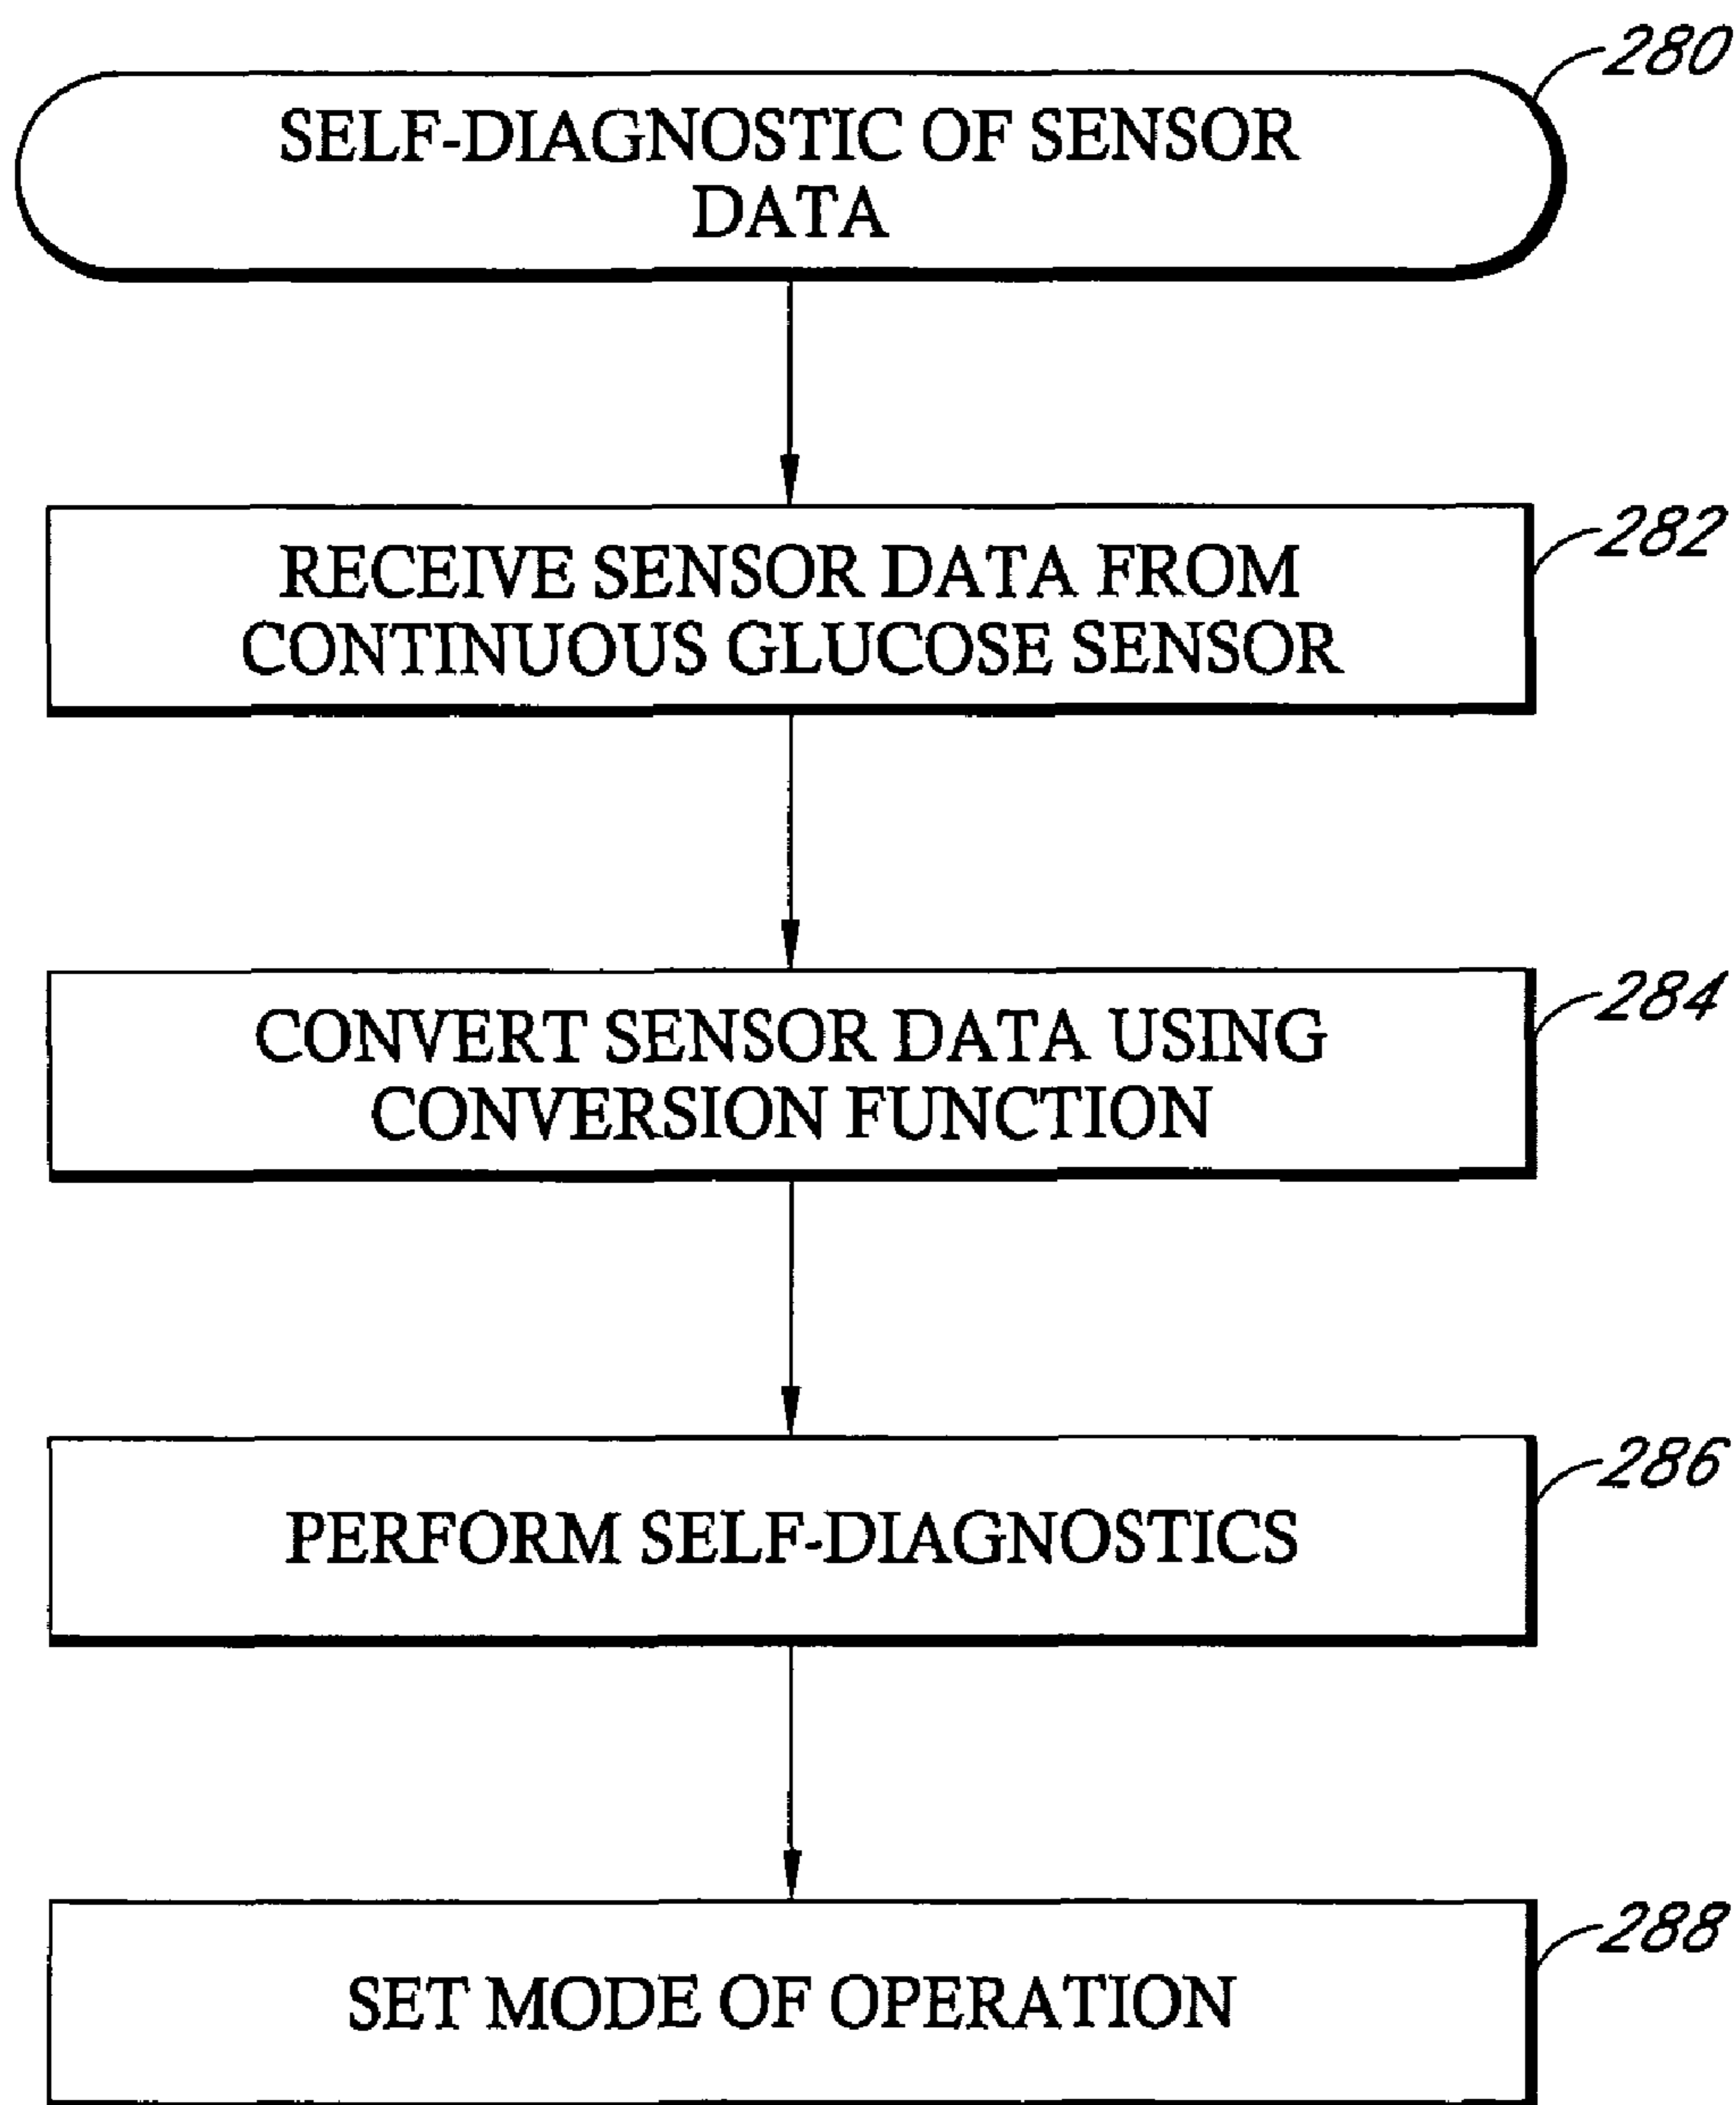 280
SELF-DIAGNOSTIC OF SENSOR
DATA
282
RECEIVE SENSOR DATA FROM
CONTINUOUS GLUCOSE SENSOR
284
CONVERT SENSOR DATA USING
CONVERSION FUNCTION
286
PERFORM SELF-DIAGNOSTICS
288
SET MODE OF OPERATION